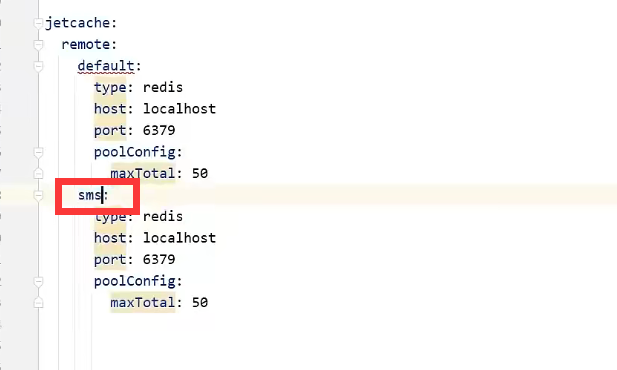 jetcache:
remote:
default:
type: redis
host: localhost
port: 6379
poolConfig:
maxTotal: 50
sms:
type: redis
host: localhost
port: 6379
poolConfig:
maxTotal: 50